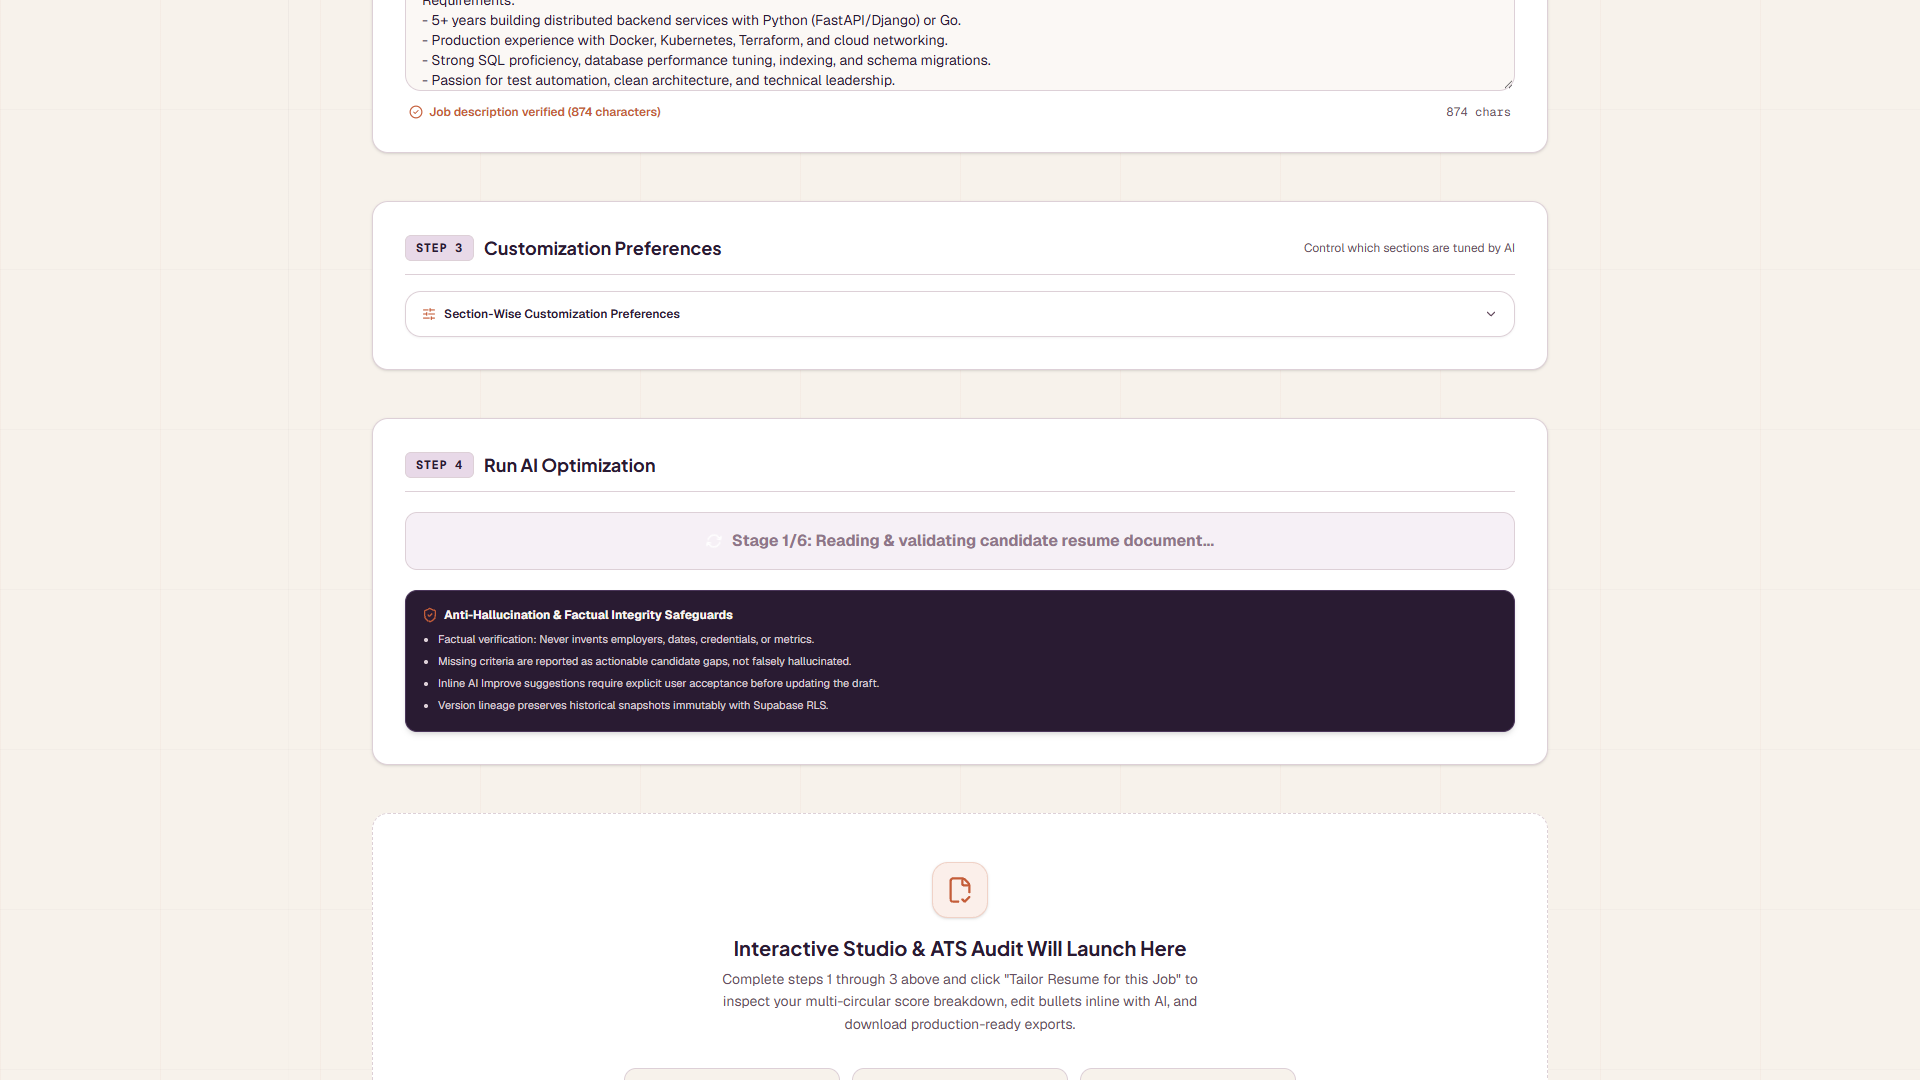 Requirements:
- 5+ years building distributed backend services with Python (FastAPI/Django) or Go.
- Production experience with Docker, Kubernetes, Terraform, and cloud networking.
- Strong SQL proficiency, database performance tuning, indexing, and schema migrations.
- Passion for test automation, clean architecture, and technical leadership.
Job description verified (874 characters)
874 chars
STEP 3
Customization Preferences
Control which sections are tuned by AI
Section-Wise Customization Preferences
STEP 4
Run AI Optimization
Stage 1/6: Reading & validating candidate resume document...
Anti-Hallucination & Factual Integrity Safeguards
• Factual verification: Never invents employers, dates, credentials, or metrics.
• Missing criteria are reported as actionable candidate gaps, not falsely hallucinated.
• Inline AI Improve suggestions require explicit user acceptance before updating the draft.
• Version lineage preserves historical snapshots immutably with Supabase RLS.
Interactive Studio & ATS Audit Will Launch Here
Complete steps 1 through 3 above and click "Tailor Resume for this Job" to
inspect your multi-circular score breakdown, edit bullets inline with AI, and
download production-ready exports.